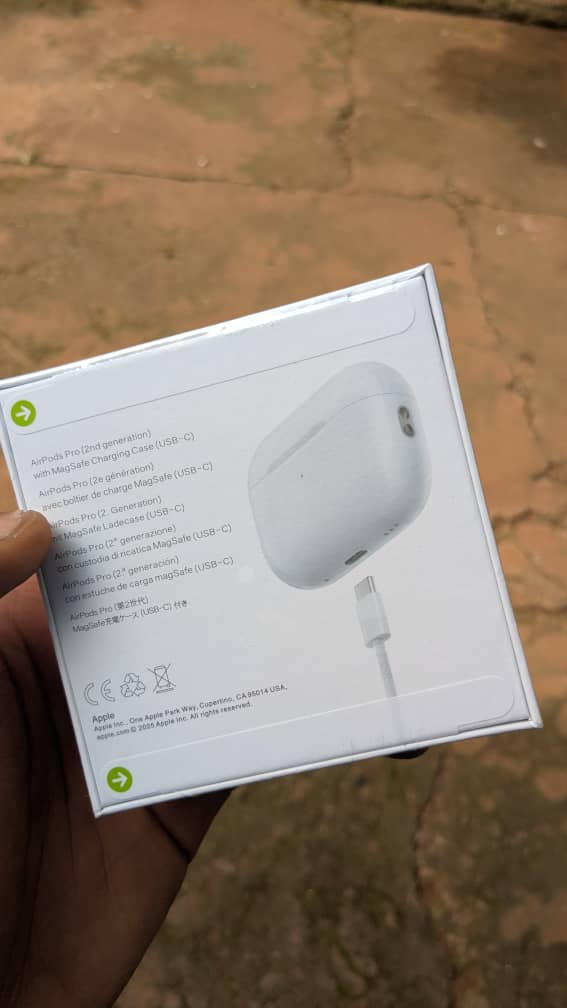 AirPods Pro (2nd generation)
with MagSafe Charging Case (USB-C)
AirPods Pro (2e génération)
avec boîtier de charge MagSafe (USB-C)
Pro (2. Generation)
MagSafe Ladecase (USB-C)
AirPods Pro (2ª generazione)
con custodia di ricatica MagSafe (USB-C)
AirPods Pro (2.ª generación)
con estuche de carga magSafe (USB-C)
AirPods Pro (第2世代)
MagSafe充電ケース (USB-C) 付き
CE
Apple
Apple Inc., One Apple Park Way, Cupertino, CA 95014 USA.
apple.com © 2025 Apple Inc. All rights reserved.